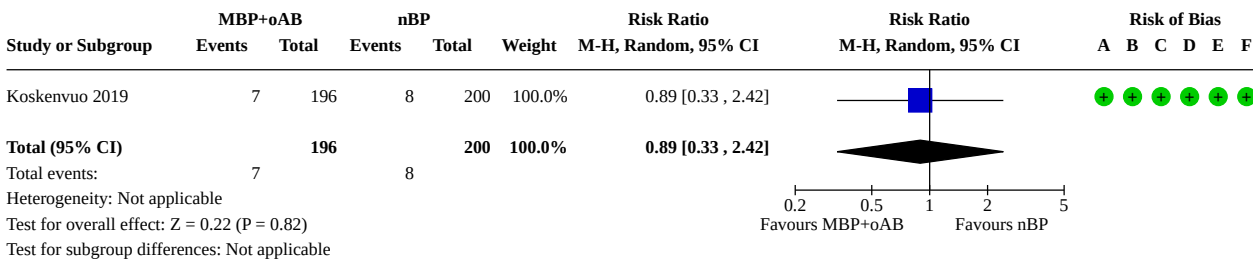 MBP+oAB nBP Risk Ratio Risk Ratio Risk of Bias
Study or Subgroup Events Total Events Total Weight M-H, Random, 95% CI M-H, Random, 95% CI A B C D E F
Koskenvuo 2019 7 196 8 200 100.0% 0.89 [0.33 , 2.42] + + + + + +
Total (95% CI) 196 200 100.0% 0.89 [0.33 , 2.42]
Total events: 7 8
Heterogeneity: Not applicable 0.2 0.5 1 2 5
Test for overall effect: Z = 0.22 (P = 0.82) Favours MBP+oAB Favours nBP
Test for subgroup differences: Not applicable